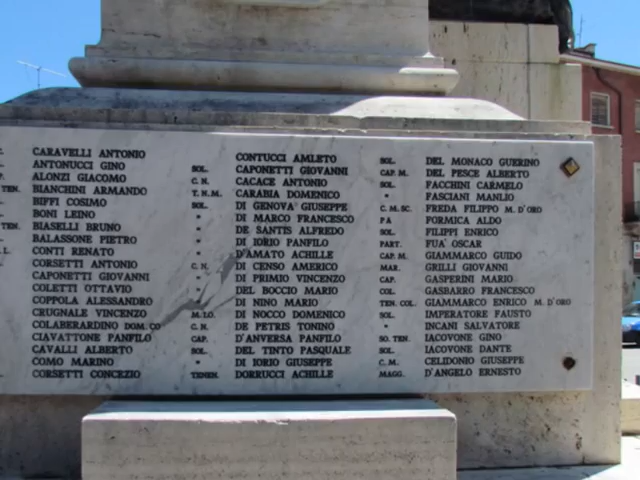 CARAVELLI ANTONIO
ANTONUCCI GINO
ALONZI GIACOMO
TEN. BIANCHINI ARMANDO
BIFFI COSIMO
BONI LEINO
TEN. BIASELLI BRUNO
BALASSONE PIETRO
CONTI RENATO
CORSETTI ANTONIO
CAPONETTI GIOVANNI
COLETTI OTTAVIO
COPPOLA ALESSANDRO
CRUGNALE VINCENZO
COLABERARDINO DOM.CO
CIAVATTONE PANFILO
CAVALLI ALBERTO
COMO MARINO
CORSETTI CONCEZIO
CONTUCCI AMLETO
SOL. CAPONETTI GIOVANNI
C. N. CACACE ANTONIO
T. N. M. CARABIA DOMENICO
SOL. DI GENOVA GIUSEPPE
" DI MARCO FRANCESCO
" DE SANTIS ALFREDO
" DI IORIO PANFILO
" D'AMATO ACHILLE
C. N. DI CENSO AMERICO
" DI PRIMIO VINCENZO
DEL BOCCIO MARIO
DI NINO MARIO
M. IO. DI NOCCO DOMENICO
C. N. DE PETRIS TONINO
CAP. D'ANVERSA PANFILO
SOL. DEL TINTO PASQUALE
" DI IORIO GIUSEPPE
TENEN. DORRUCCI ACHILLE
SOL. DEL MONACO GUERINO
CAP. M. DEL PESCE ALBERTO
SOL. FACCHINI CARMELO
" FASCIANI MANLIO
C. M. SC. FREDA FILIPPO M. D'ORO
FORMICA ALDO
SOL. FILIPPI ENRICO
PART. FUA' OSCAR
CAP. M. GIAMMARCO GUIDO
MAR. GRILLI GIOVANNI
CAP. GASPERINI MARIO
COL. GASBARRO FRANCESCO
TEN. COL. GIAMMARCO ENRICO M. D'ORO
SOL. IMPERATORE FAUSTO
" INCANI SALVATORE
SO. TEN. IACOVONE GINO
SOL. IACOVONE DANTE
C. M. CELIDONIO GIUSEPPE
MAGG. D'ANGELO ERNESTO